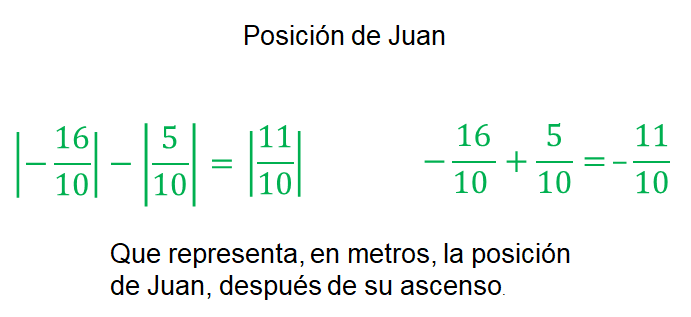 Posición de Juan
|−16/10| − |5/10| = |11/10|
−16/10 + 5/10 = −11/10
Que representa, en metros, la posición
de Juan, después de su ascenso.